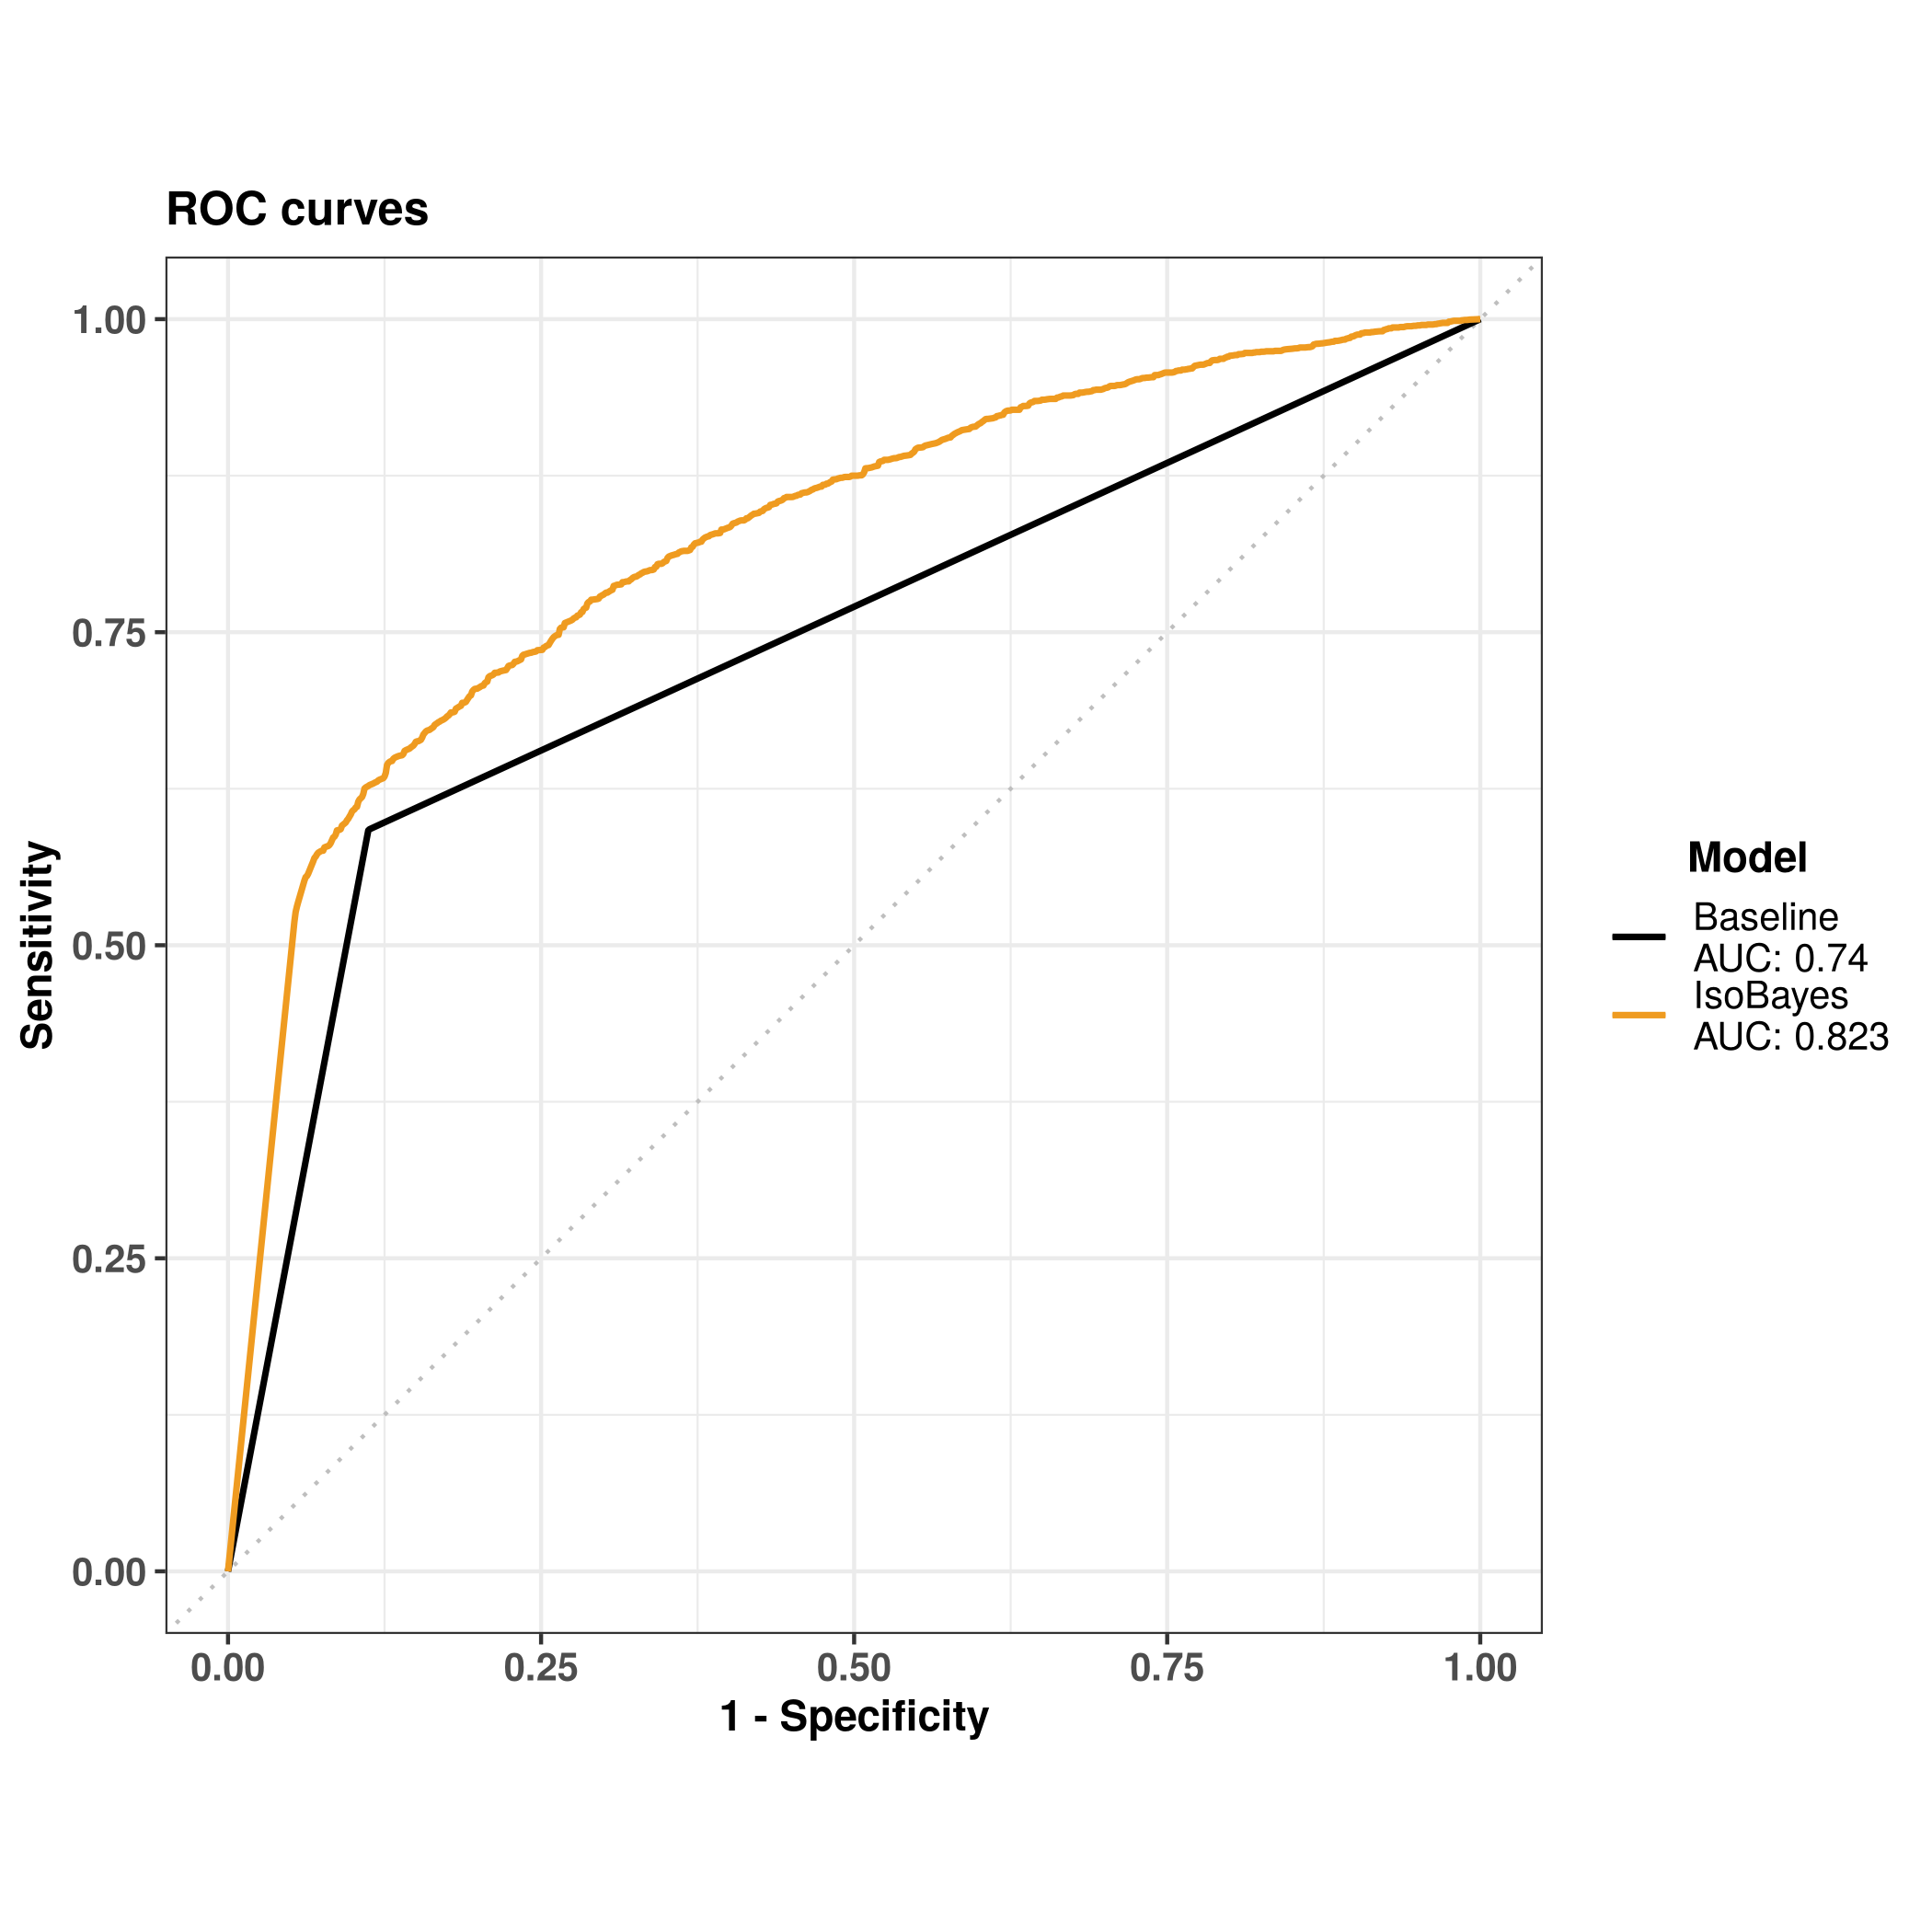 ROC curves
1.00
0.75
0.50
0.25
0.00
Sensitivity
0.00 0.25 0.50 0.75 1.00
1 - Specificity
Model
Baseline
AUC: 0.74
IsoBayes
AUC: 0.823